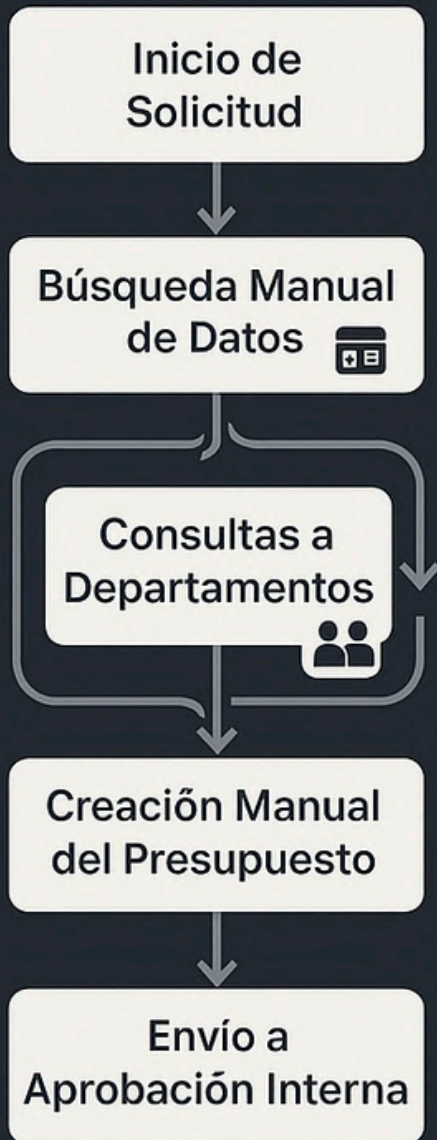 Inicio de
Solicitud
Búsqueda Manual
de Datos
Consultas a
Departamentos
Creación Manual
del Presupuesto
Envío a
Aprobación Interna